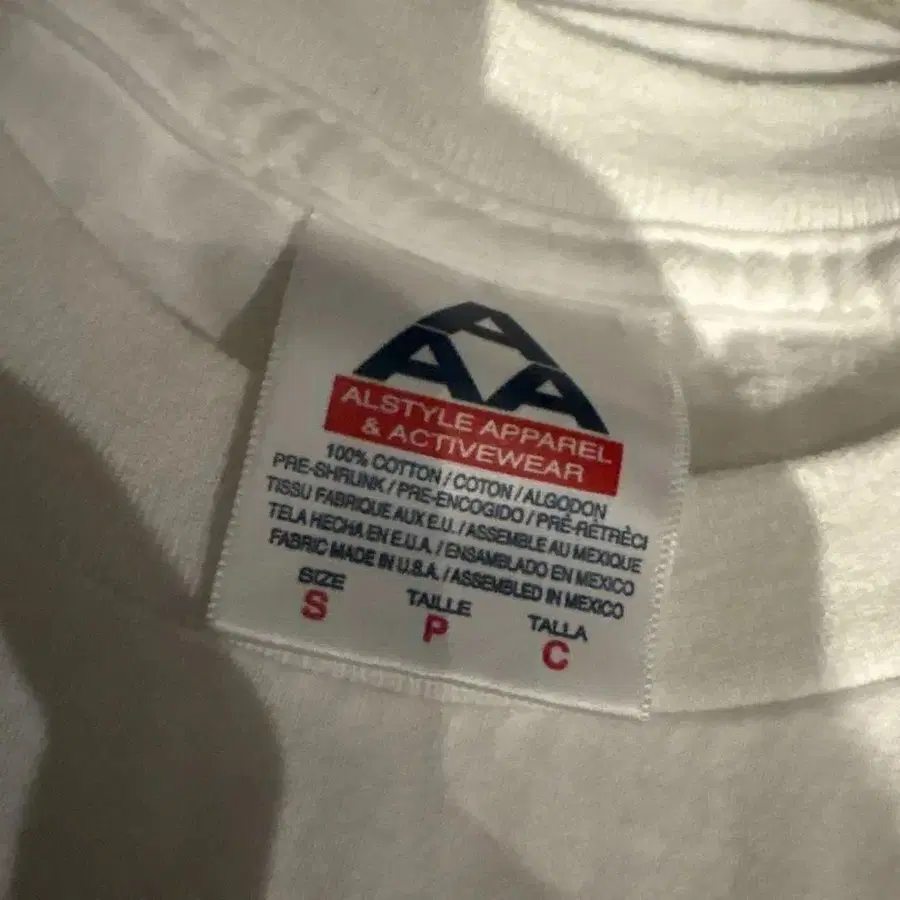 A
A A
ALSTYLE APPAREL
& ACTIVEWEAR
100% COTTON / COTON / ALGODON
PRE-SHRUNK / PRE-ENCOGIDO / PRÉ-RÉTRÉCI
TISSU FABRIQUE AUX E.U. / ASSEMBLE AU MEXIQUE
TELA HECHA EN E.U.A. / ENSAMBLADO EN MEXICO
FABRIC MADE IN U.S.A. / ASSEMBLED IN MEXICO
SIZE TAILLE TALLA
S P C